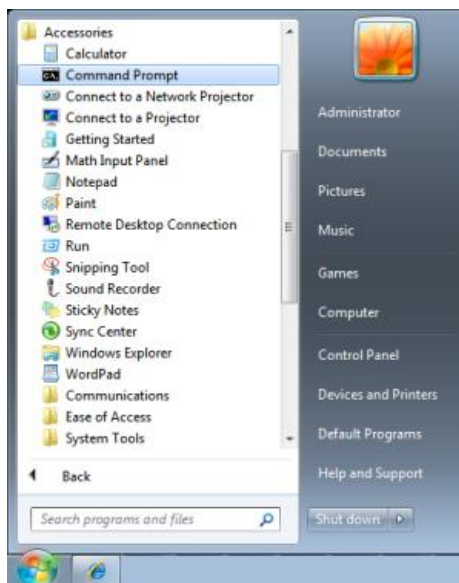 Accessories
Calculator
Command Prompt
Connect to a Network Projector
Connect to a Projector
Getting Started
Math Input Panel
Notepad
Paint
Remote Desktop Connection
Run
Snipping Tool
Sound Recorder
Sticky Notes
Sync Center
Windows Explorer
WordPad
Communications
Ease of Access
System Tools
Back
Search programs and files
Administrator
Documents
Pictures
Music
Games
Computer
Control Panel
Devices and Printers
Default Programs
Help and Support
Shut down